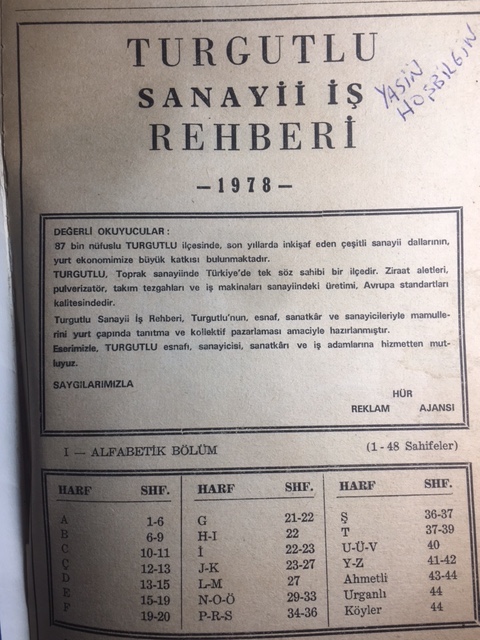 TURGUTLU
SANAYİİ İŞ
REHBERİ
YASİN
HOŞBİLGİN
—1978—
DEĞERLİ OKUYUCULAR :
87 bin nüfuslu TURGUTLU ilçesinde, son yıllarda inkişaf eden çeşitli sanayii dallarının,
yurt ekonomimize büyük katkısı bulunmaktadır.
TURGUTLU, Toprak sanayiinde Türkiye'de tek söz sahibi bir ilçedir. Ziraat aletleri,
pulverizatör, takım tezgahları ve iş makinaları sanayiindeki üretimi, Avrupa standartları
kalitesindedir.
Turgutlu Sanayii İş Rehberi, Turgutlu'nun, esnaf, sanatkâr ve sanayicileriyle mamulle-
rini yurt çapında tanıtma ve kollektif pazarlaması amaciyle hazırlanmıştır.
Eserimizle, TURGUTLU esnafı, sanayicisi, sanatkârı ve iş adamlarına hizmetten mut-
luyuz.
SAYGILARIMIZLA
HÜR
REKLAM AJANSI
I — ALFABETİK BÖLÜM (1 - 48 Sahifeler)
HARF SHF. HARF SHF. HARF SHF.
A 1-6 G 21-22 Ş 36-37
B 6-9 H-I 22 T 37-39
C 10-11 İ 22-23 U-Ü-V 40
Ç 12-13 J-K 23-27 Y-Z 41-42
D 13-15 L-M 27 Ahmetli 43-44
E 15-19 N-O-Ö 29-33 Urganlı 44
F 19-20 P-R-S 34-36 Köyler 44